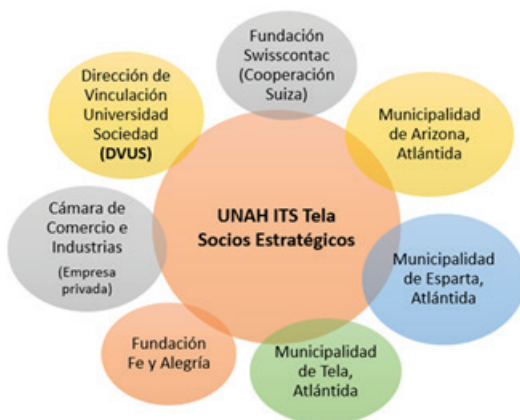 Fundación
Swisscontac
(Cooperación
Suiza)
Dirección de
Vinculación
Universidad
Sociedad
(DVUS)
Municipalidad
de Arizona,
Atlántida
UNAH ITS Tela
Socios Estratégicos
Cámara de
Comercio e
Industrias
(Empresa
privada)
Municipalidad
de Esparta,
Atlántida
Fundación
Fe y Alegría
Municipalidad
de Tela,
Atlántida